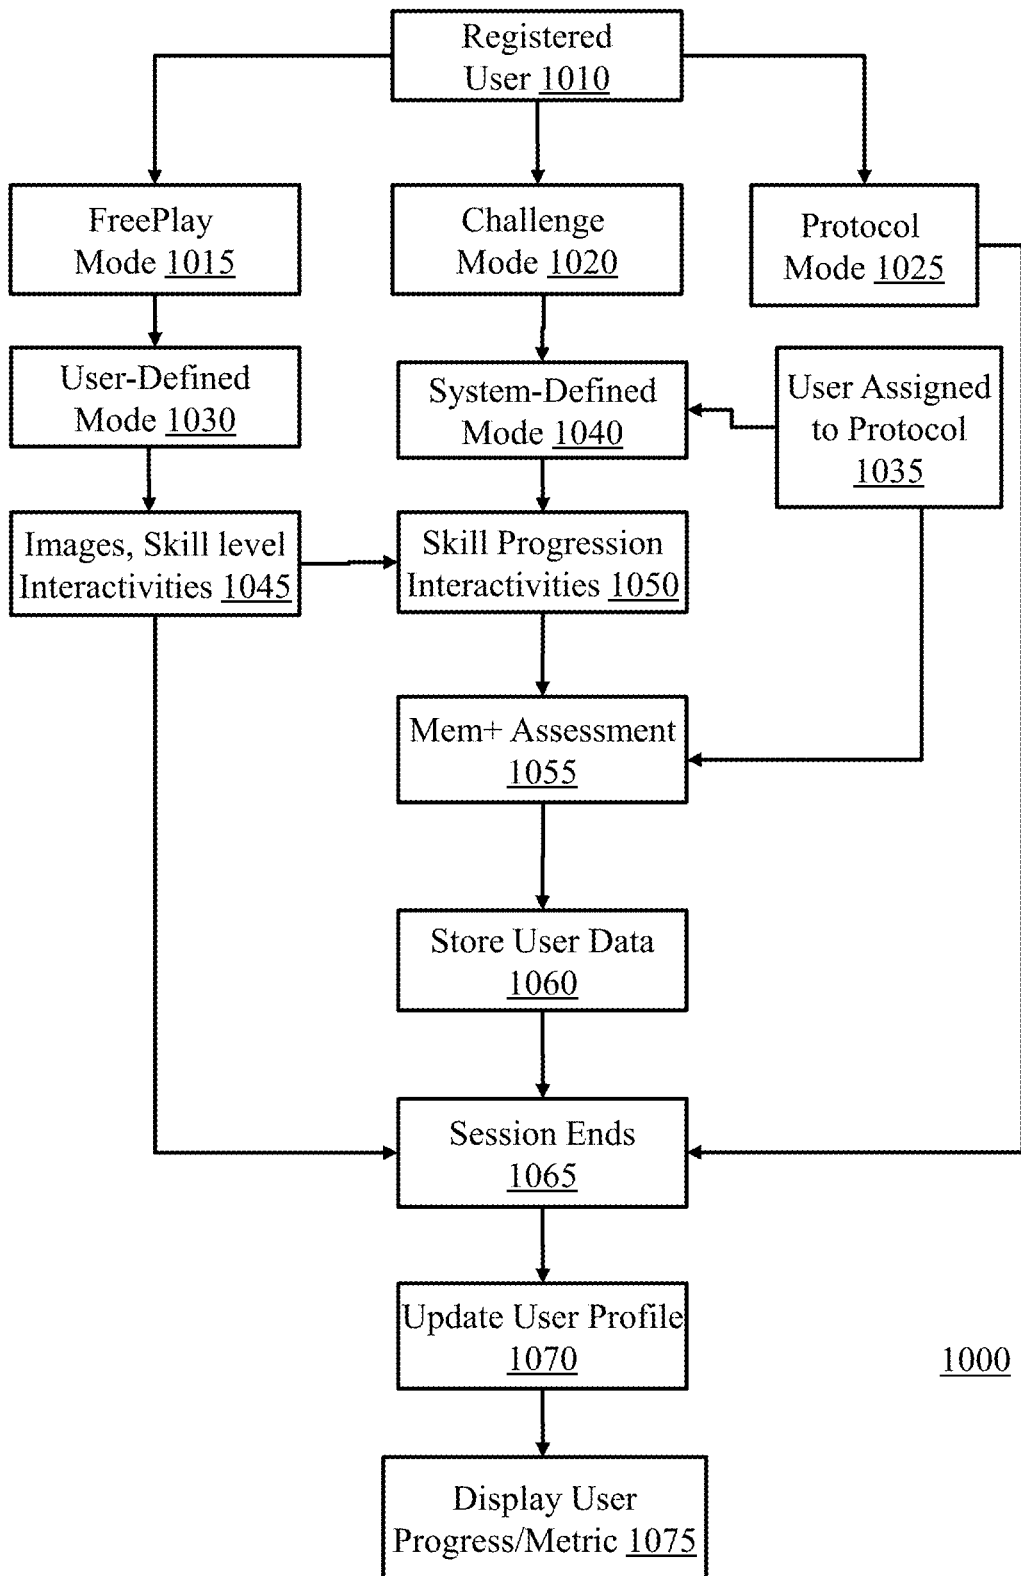 Registered
User 1010
FreePlay
Mode 1015
Challenge
Mode 1020
Protocol
Mode 1025
User-Defined
Mode 1030
System-Defined
Mode 1040
User Assigned
to Protocol
1035
Images, Skill level
Interactivities 1045
Skill Progression
Interactivities 1050
Mem+ Assessment
1055
Store User Data
1060
Session Ends
1065
Update User Profile
1070
1000
Display User
Progress/Metric 1075